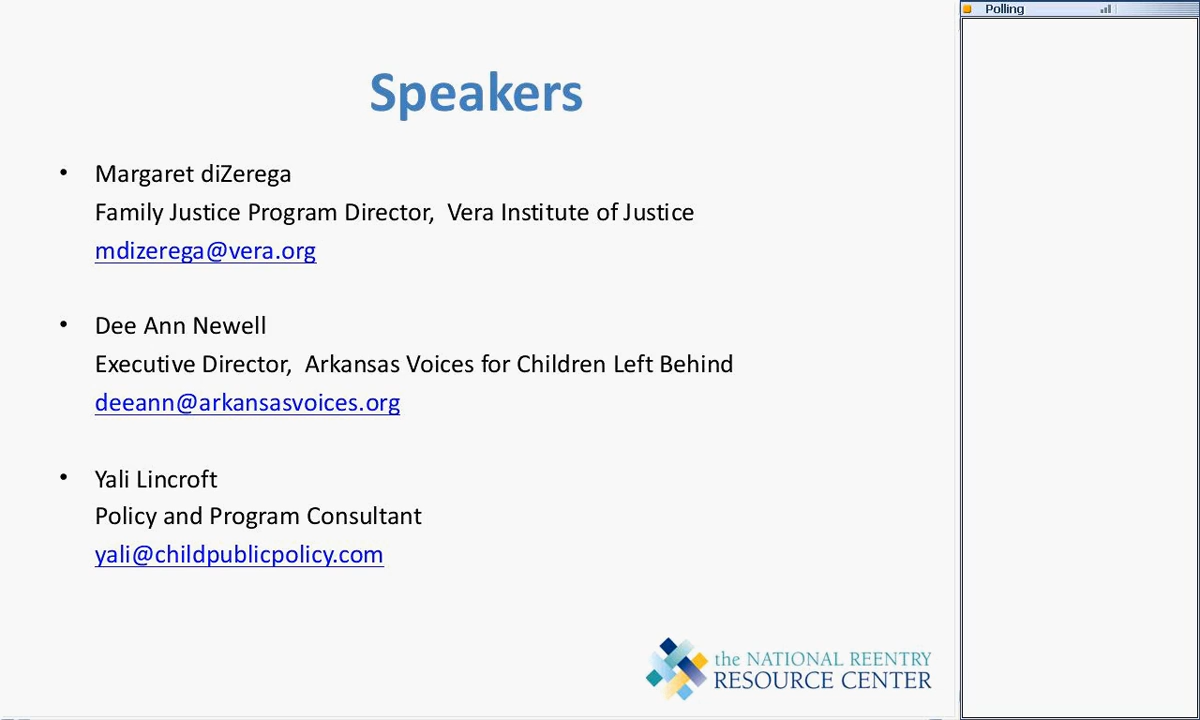 Polling
Speakers
• Margaret diZerega
Family Justice Program Director, Vera Institute of Justice
mdizerega@vera.org
• Dee Ann Newell
Executive Director, Arkansas Voices for Children Left Behind
deeann@arkansasvoices.org
• Yali Lincroft
Policy and Program Consultant
yali@childpublicpolicy.com
the NATIONAL REENTRY
RESOURCE CENTER